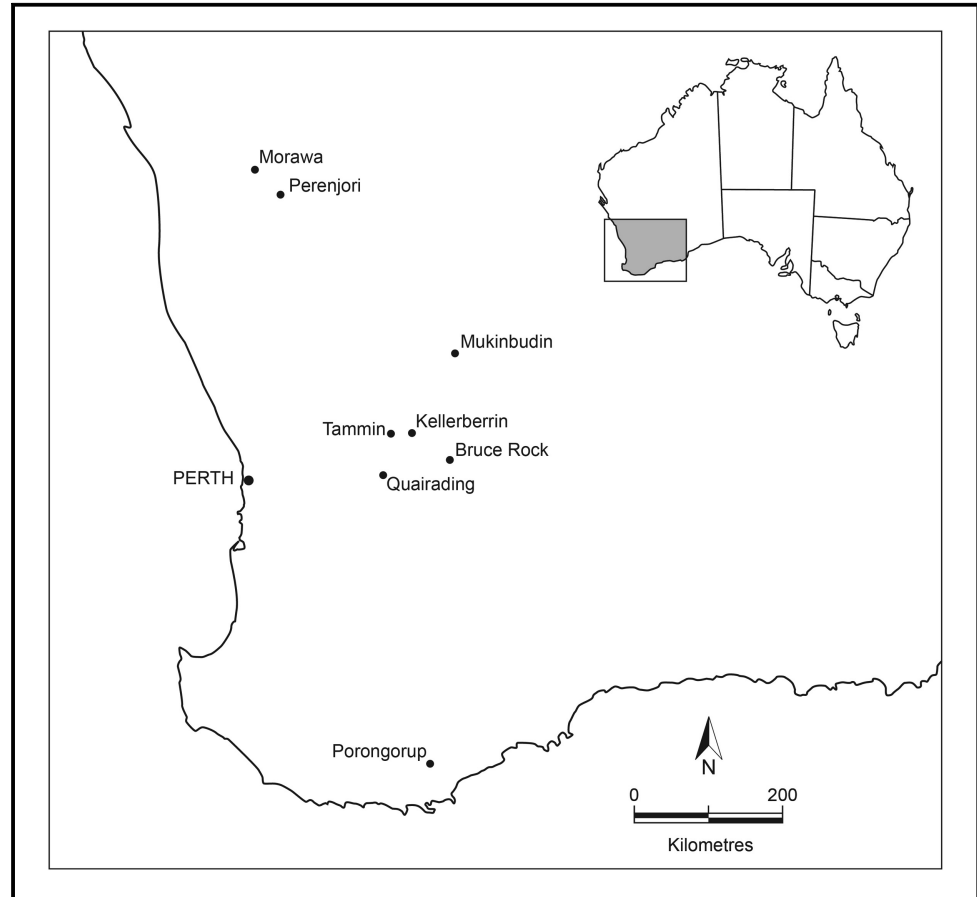 Morawa
Perenjori
Mukinbudin
Kellerberrin
Tammin
Bruce Rock
PERTH
Quairading
Porongorup
N
0 200
Kilometres